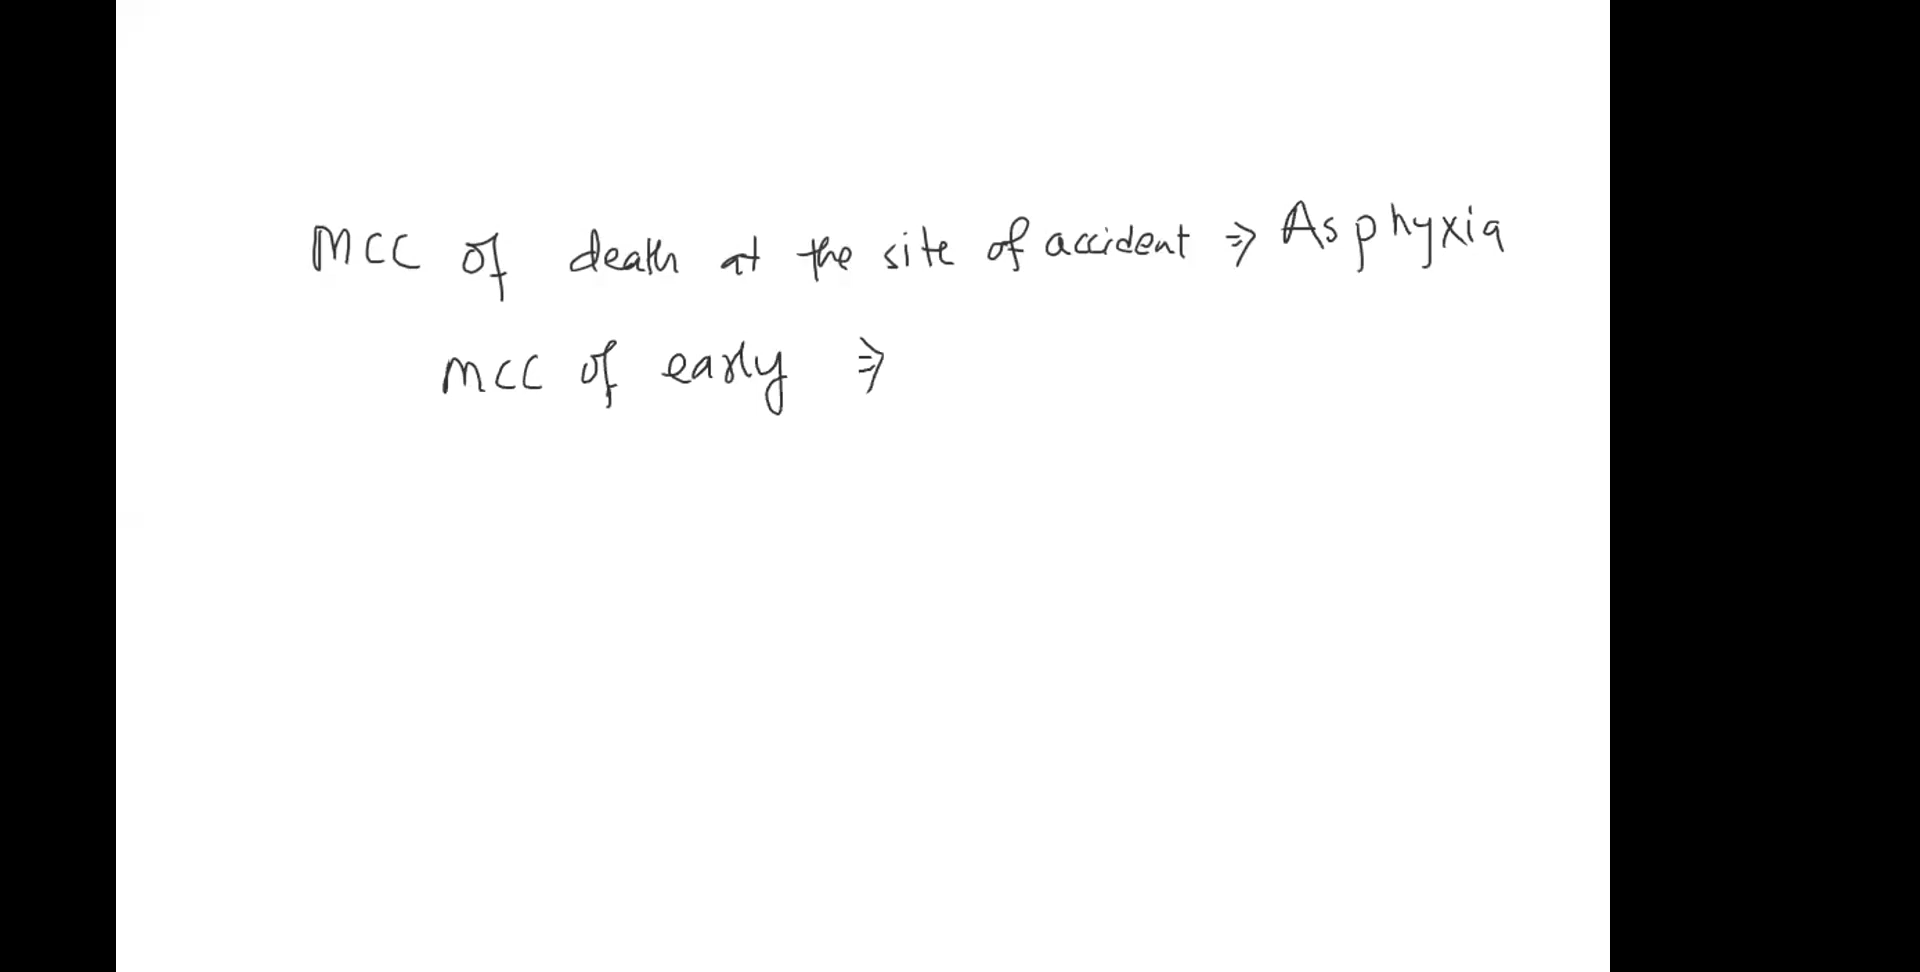 MCC of death at the site of accident ⇒ Asphyxia
MCC of early ⇒